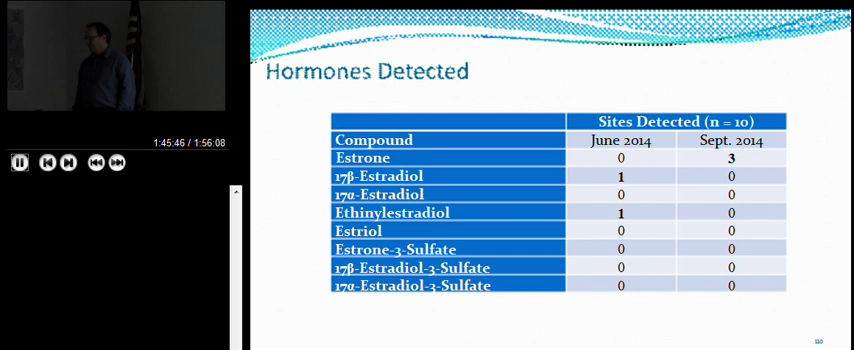 Hormones Detected
Sites Detected (n = 10)
Compound June 2014 Sept. 2014
Estrone 0 3
17β-Estradiol 1 0
17α-Estradiol 0 0
Ethinylestradiol 1 0
Estriol 0 0
Estrone-3-Sulfate 0 0
17β-Estradiol-3-Sulfate 0 0
17α-Estradiol-3-Sulfate 0 0
1:45:46 / 1:56:08
110